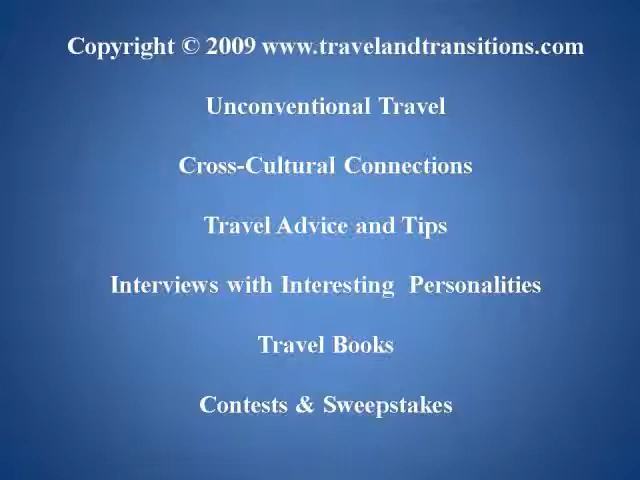 Copyright © 2009 www.travelandtransitions.com
Unconventional Travel
Cross-Cultural Connections
Travel Advice and Tips
Interviews with Interesting  Personalities
Travel Books
Contests & Sweepstakes